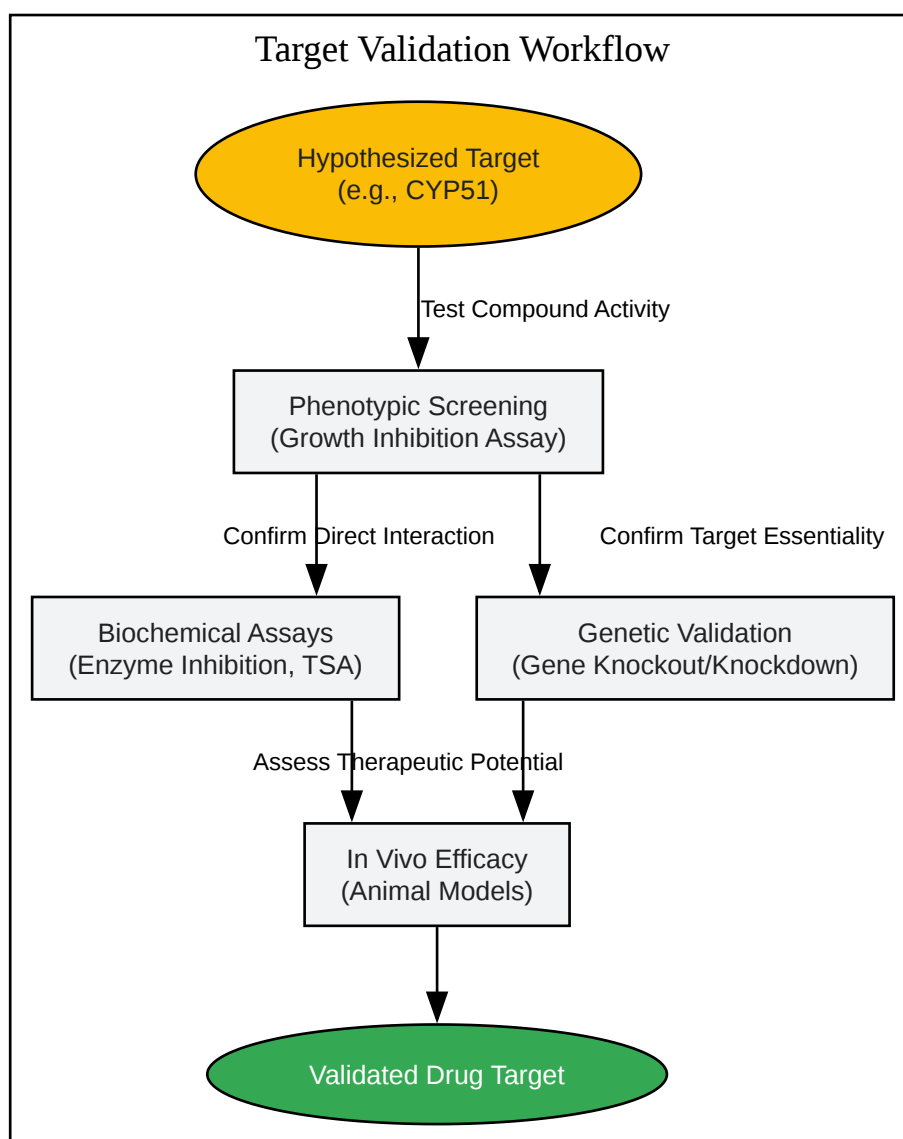 Target Validation Workflow
Hypothesized Target
(e.g., CYP51)
Test Compound Activity
Phenotypic Screening
(Growth Inhibition Assay)
Confirm Direct Interaction
Confirm Target Essentiality
Biochemical Assays
(Enzyme Inhibition, TSA)
Genetic Validation
(Gene Knockout/Knockdown)
Assess Therapeutic Potential
In Vivo Efficacy
(Animal Models)
Validated Drug Target